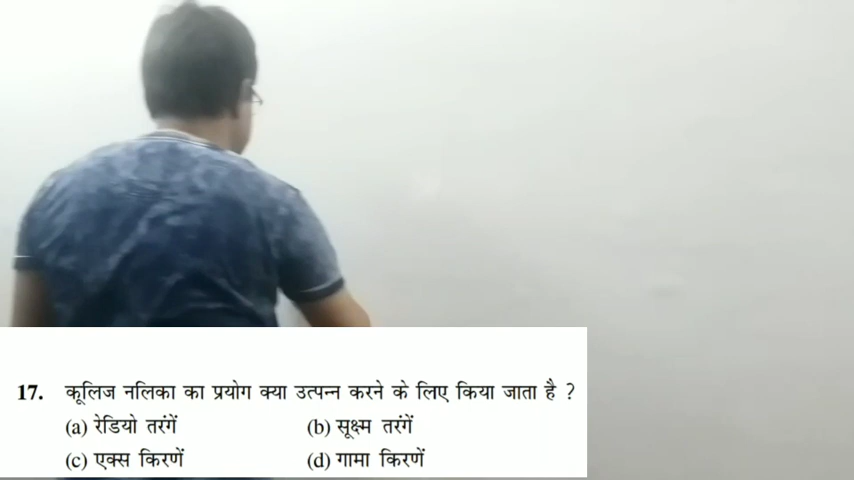 17. कूलिज नलिका का प्रयोग क्या उत्पन्न करने के लिए किया जाता है ?
(a) रेडियो तरंगें (b) सूक्ष्म तरंगें
(c) एक्स किरणें (d) गामा किरणें